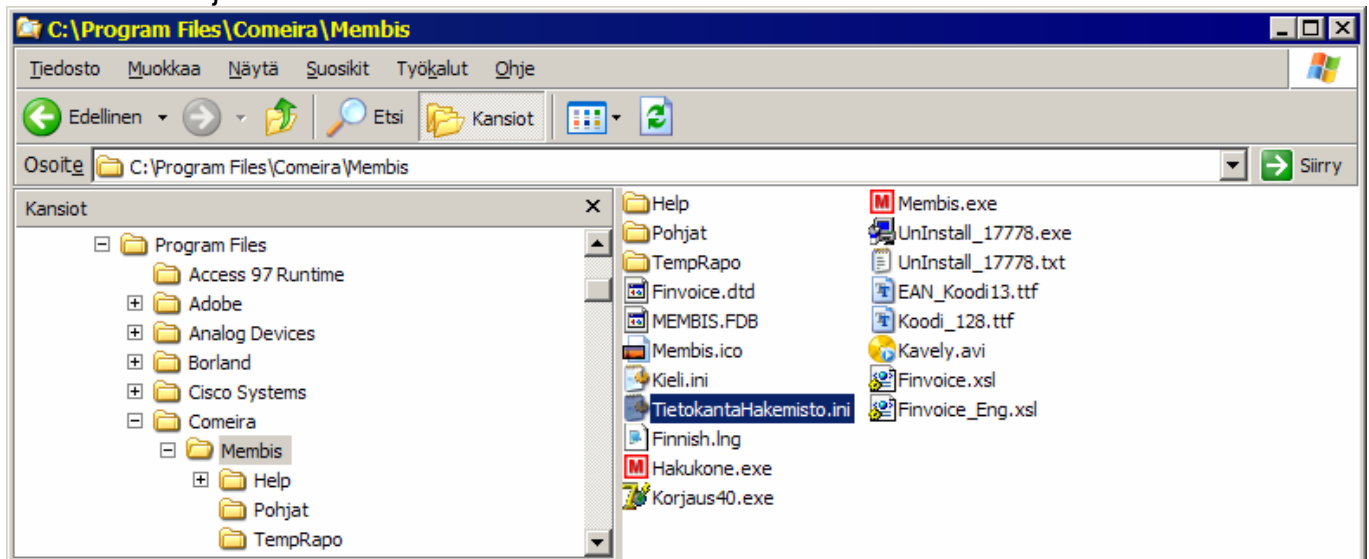 C:\Program Files\Comeira\Membis
Tiedosto Muokkaa Näytä Suosikit Työkalut Ohje
Edellinen Etsi Kansiot
Osoite C:\Program Files\Comeira\Membis Siirry
Kansiot
Program Files
Access 97 Runtime
Adobe
Analog Devices
Borland
Cisco Systems
Comeira
Membis
Help
Pohjat
TempRapo
Help
Pohjat
TempRapo
Finvoice.dtd
MEMBIS.FDB
Membis.ico
Kieli.ini
TietokantaHakemisto.ini
Finnish.lng
Hakukone.exe
Korjaus40.exe
Membis.exe
UnInstall_17778.exe
UnInstall_17778.txt
EAN_Koodi13.ttf
Koodi_128.ttf
Kavely.avi
Finvoice.xsl
Finvoice_Eng.xsl